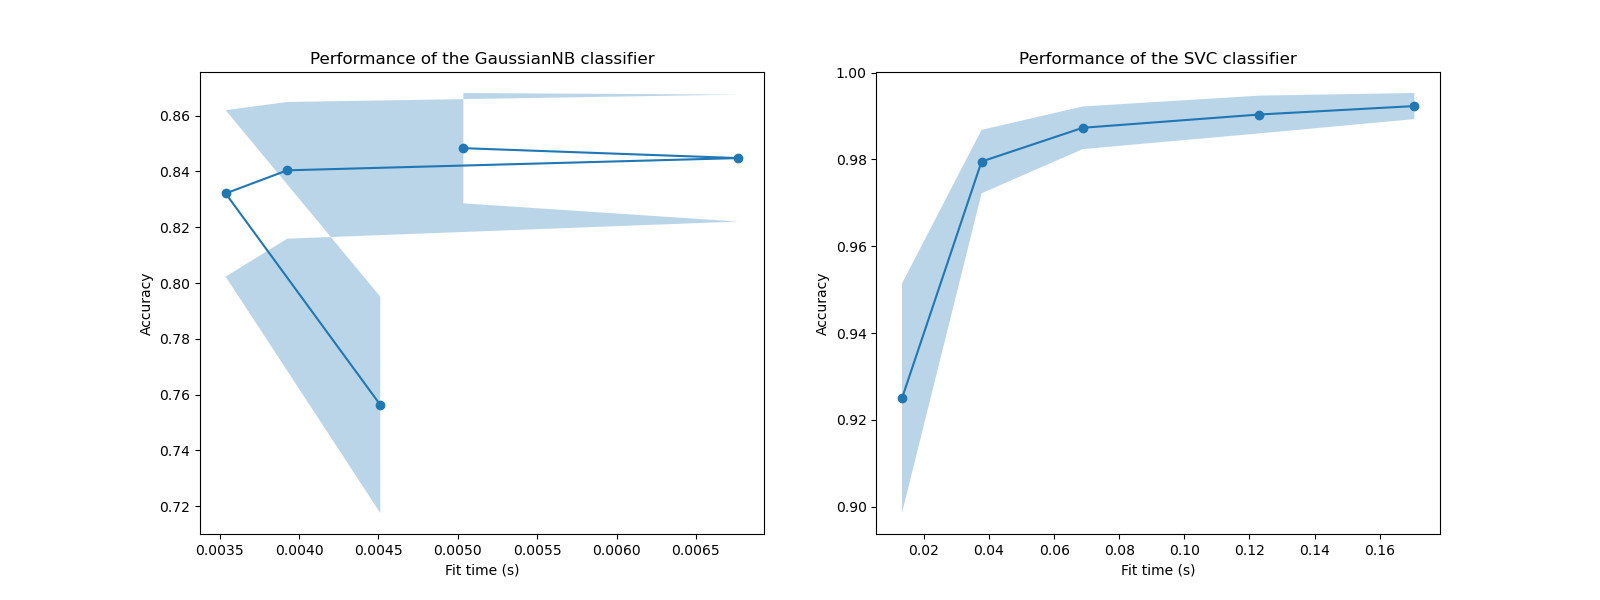 Performance of the GaussianNB classifier
0.86
0.84
0.82
0.80
0.78
0.76
0.74
0.72
Accuracy
0.0035 0.0040 0.0045 0.0050 0.0055 0.0060 0.0065
Fit time (s)
Performance of the SVC classifier
1.00
0.98
0.96
0.94
0.92
0.90
Accuracy
0.02 0.04 0.06 0.08 0.10 0.12 0.14 0.16
Fit time (s)